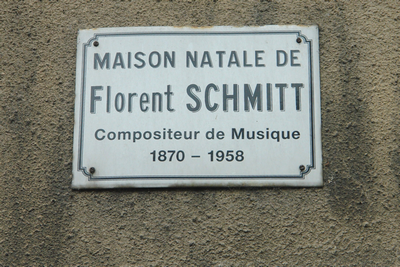 MAISON NATALE DE
Florent SCHMITT
Compositeur de Musique
1870 – 1958